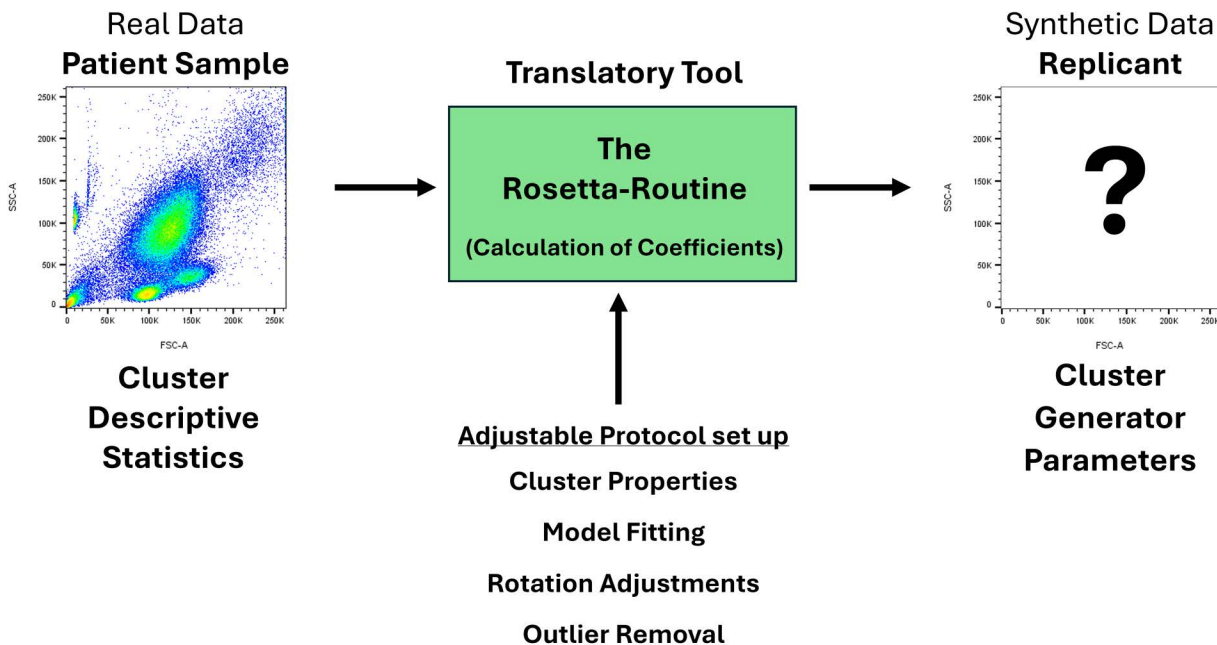 Real Data
Patient Sample
250K
200K
150K
100K
50K
0
SSC-A
0 50K 100K 150K 200K 250K
FSC-A
Cluster
Descriptive
Statistics
Translatory Tool
The
Rosetta-Routine
(Calculation of Coefficients)
Adjustable Protocol set up
Cluster Properties
Model Fitting
Rotation Adjustments
Outlier Removal
Synthetic Data
Replicant
250K
200K
150K
100K
50K
0
SSC-A
?
0 50K 100K 150K 200K 250K
FSC-A
Cluster
Generator
Parameters